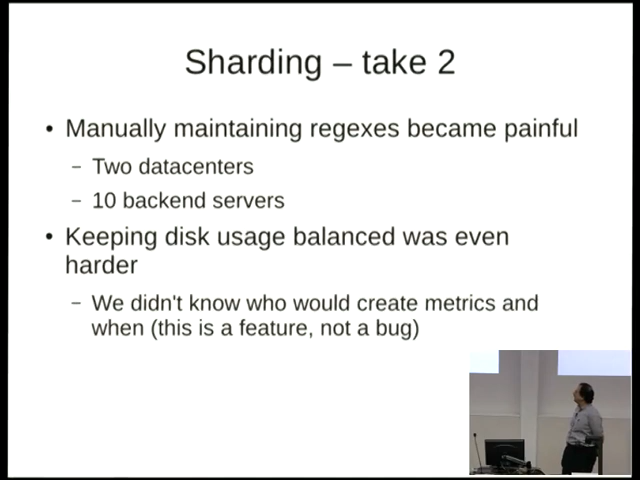 Sharding – take 2
• Manually maintaining regexes became painful
– Two datacenters
– 10 backend servers
• Keeping disk usage balanced was even
harder
– We didn't know who would create metrics and
when (this is a feature, not a bug)